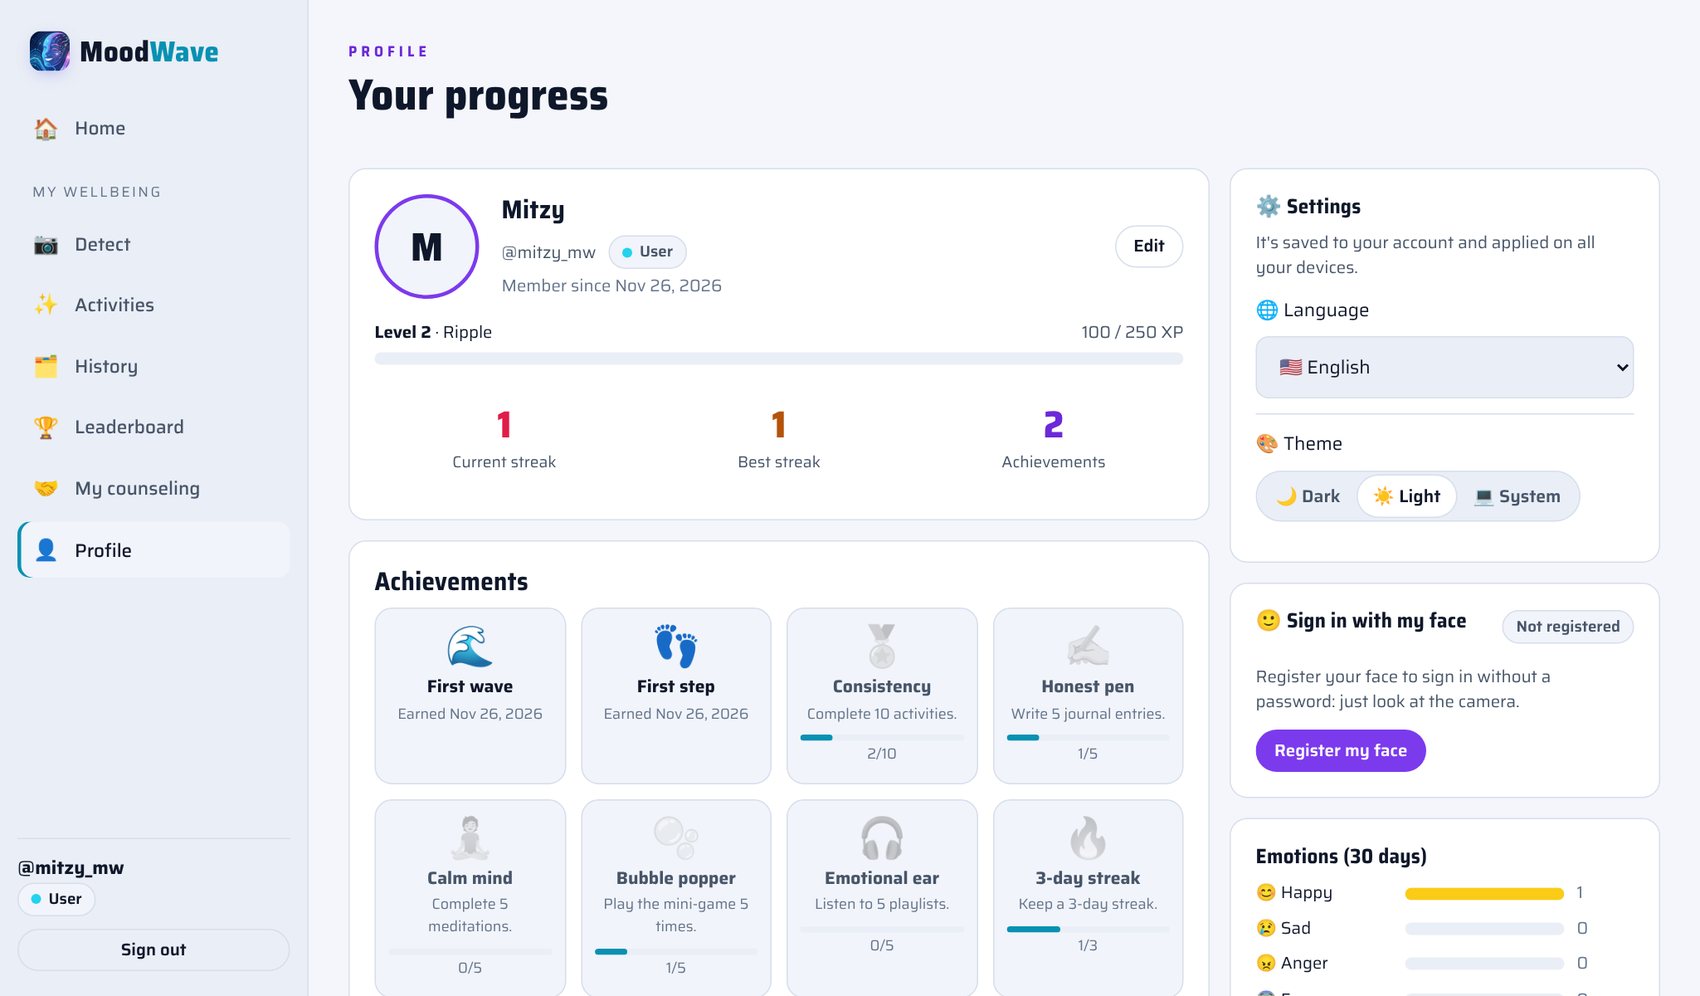 MoodWave
Home
MY WELLBEING
Detect
Activities
History
Leaderboard
My counseling
Profile
@mitzy_mw
User
Sign out
PROFILE
Your progress
M
Mitzy
@mitzy_mw
User
Member since Nov 26, 2026
Edit
Level 2 · Ripple
100 / 250 XP
1
Current streak
1
Best streak
2
Achievements
Achievements
First wave
Earned Nov 26, 2026
First step
Earned Nov 26, 2026
Consistency
Complete 10 activities.
2/10
Honest pen
Write 5 journal entries.
1/5
Calm mind
Complete 5
meditations.
0/5
Bubble popper
Play the mini-game 5
times.
1/5
Emotional ear
Listen to 5 playlists.
0/5
3-day streak
Keep a 3-day streak.
1/3
Settings
It's saved to your account and applied on all
your devices.
Language
English
Theme
Dark
Light
System
Sign in with my face
Not registered
Register your face to sign in without a
password: just look at the camera.
Register my face
Emotions (30 days)
Happy 1
Sad 0
Anger 0